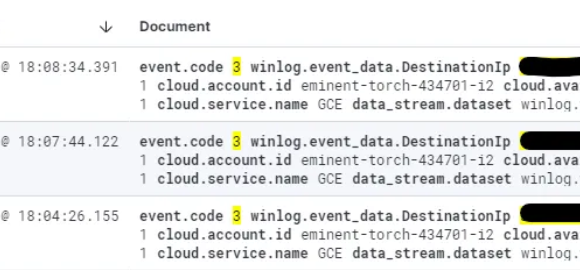 ↓ Document
@ 18:08:34.391 event.code 3 winlog.event_data.DestinationIp
1 cloud.account.id eminent-torch-434701-i2 cloud.ava
1 cloud.service.name GCE data_stream.dataset winlog.
@ 18:07:44.122 event.code 3 winlog.event_data.DestinationIp
1 cloud.account.id eminent-torch-434701-i2 cloud.ava
1 cloud.service.name GCE data_stream.dataset winlog.
@ 18:04:26.155 event.code 3 winlog.event_data.DestinationIp
1 cloud.account.id eminent-torch-434701-i2 cloud.ava
1 cloud.service.name GCE data_stream.dataset winlog.